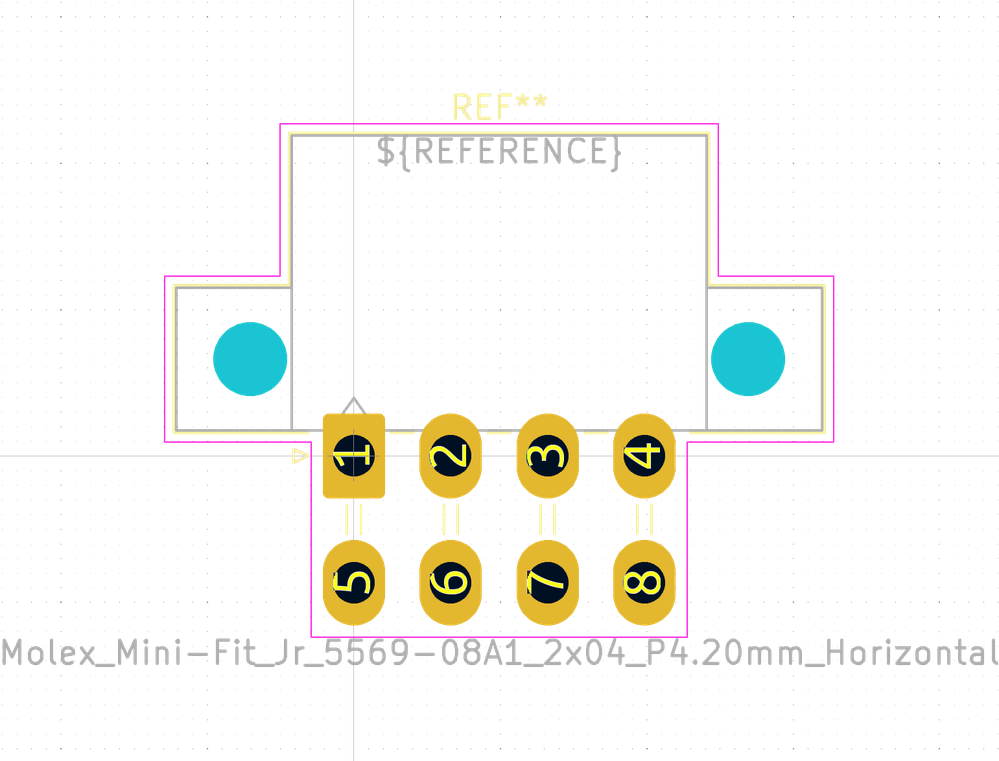 REF**
${REFERENCE}
1 2 3 4
5 6 7 8
Molex_Mini-Fit_Jr_5569-08A1_2x04_P4.20mm_Horizontal